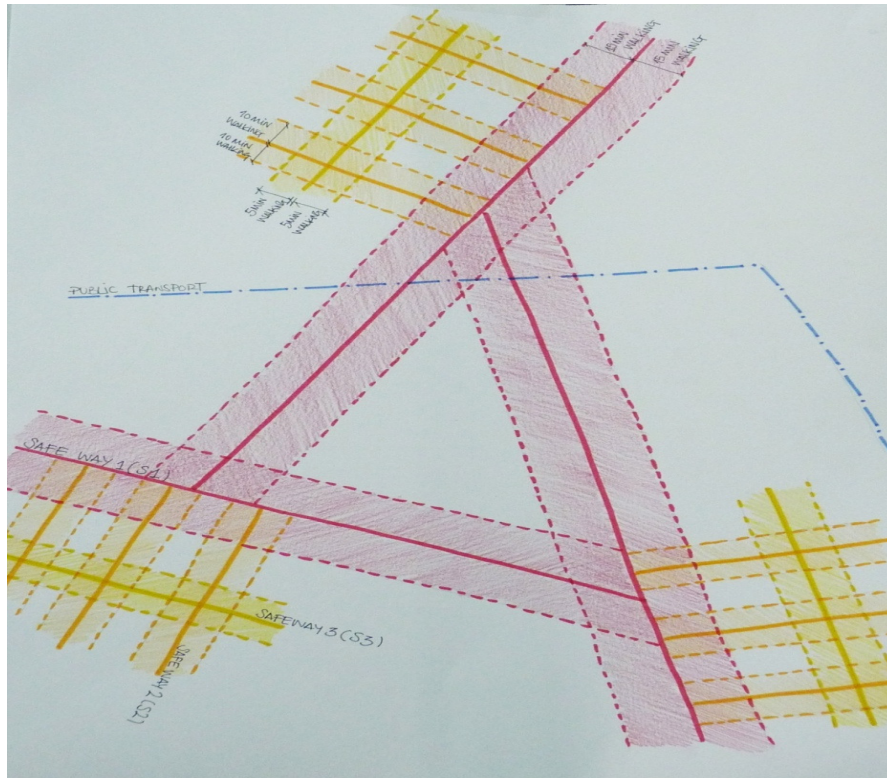 15 MIN
WALKING
15 MIN
WALKING
10 MIN
WALKING
10 MIN
WALKING
5 MIN
WALKING
5 MIN
WALKING
PUBLIC TRANSPORT
SAFE WAY 1 (S1)
SAFEWAY 3 (S3)
SAFE WAY 2 (S2)